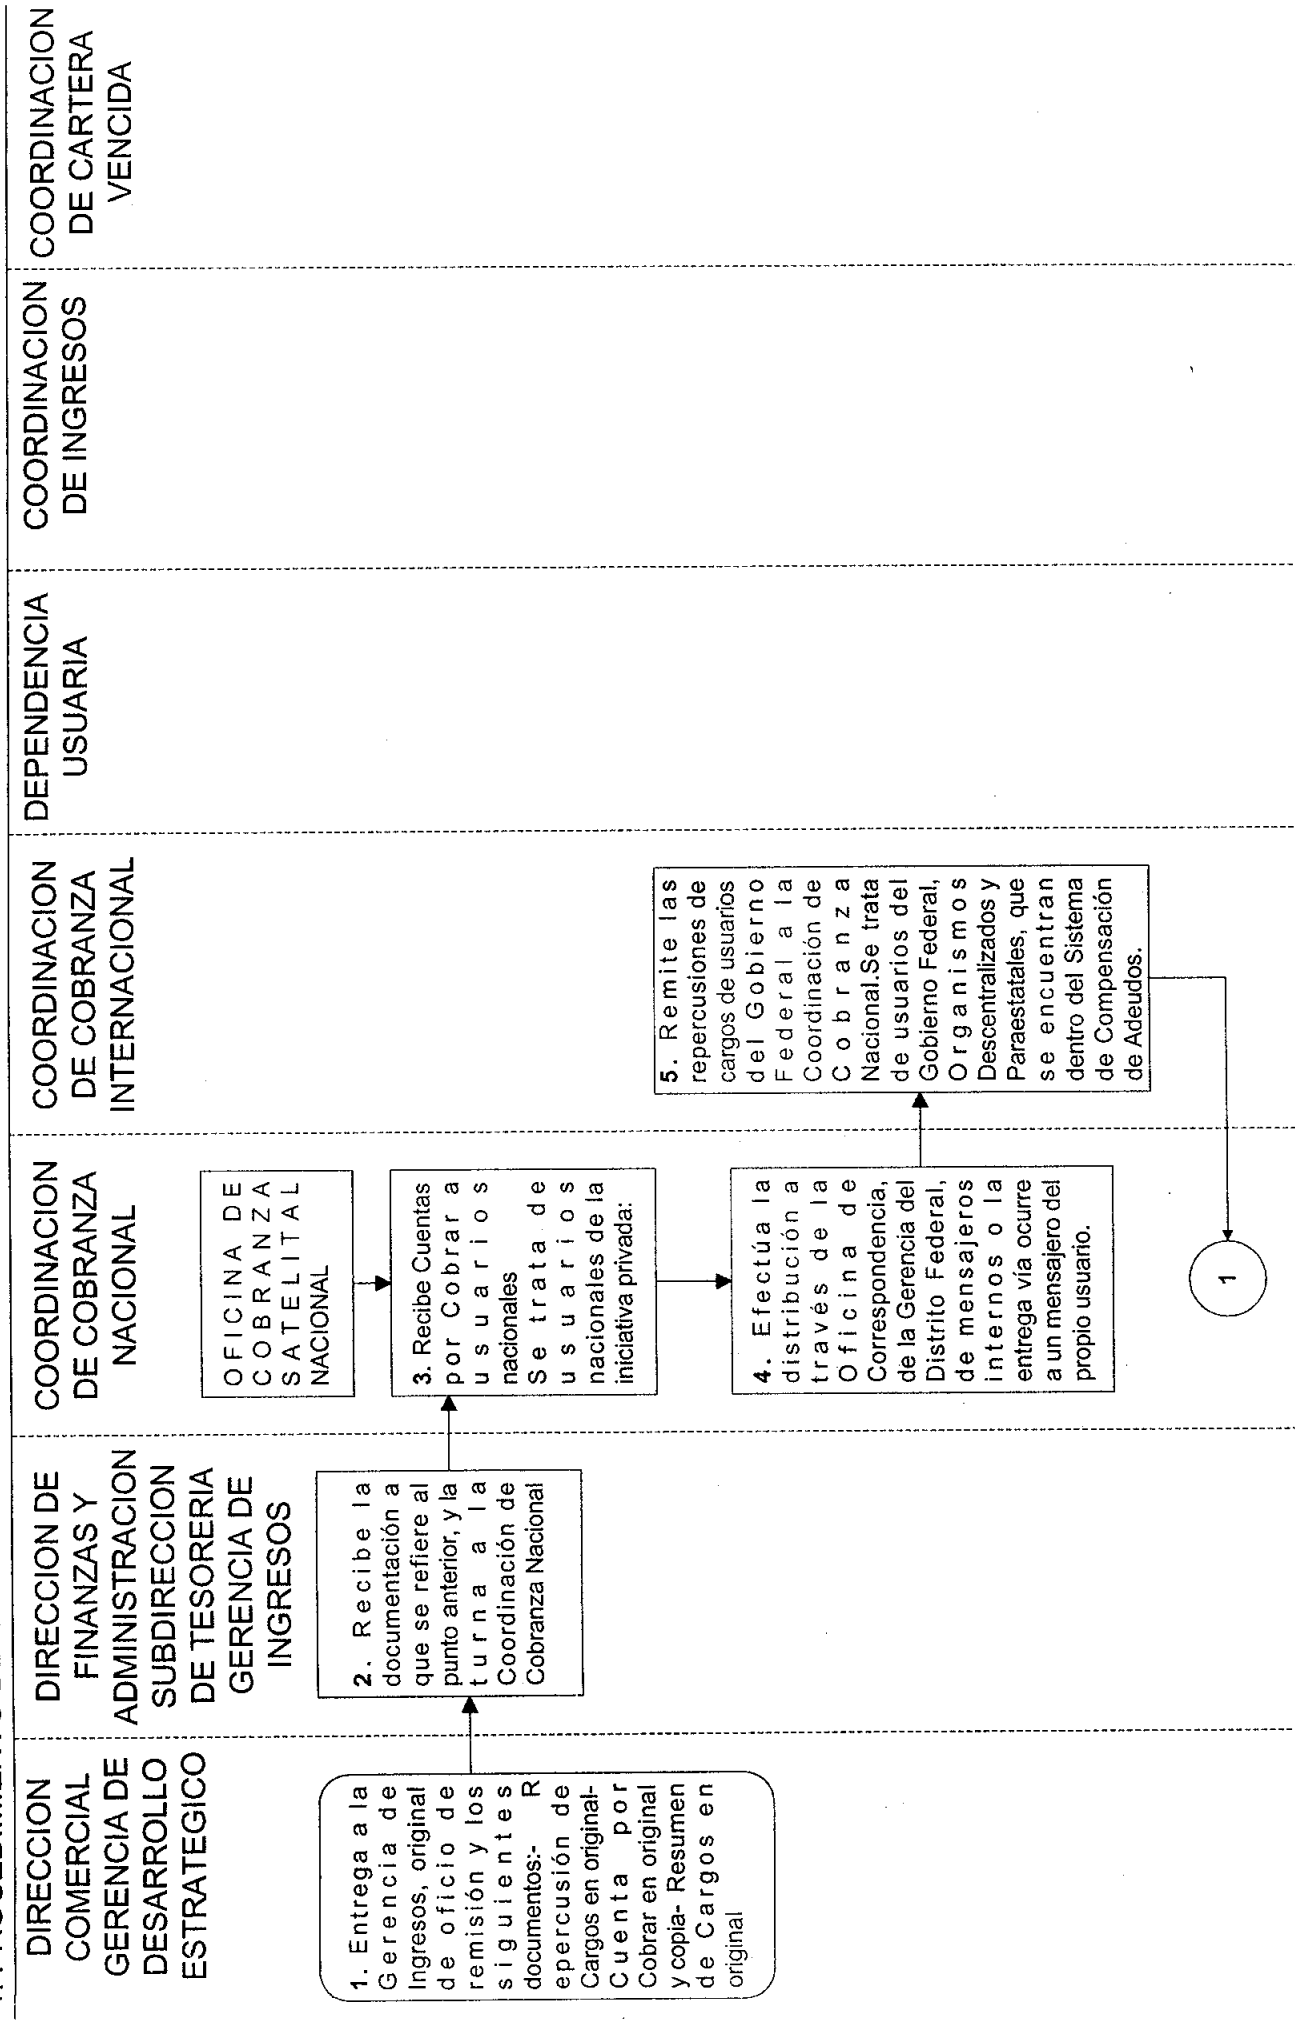 DIRECCION
COMERCIAL
GERENCIA DE
DESARROLLO
ESTRATEGICO
DIRECCION DE
FINANZAS Y
ADMINISTRACION
SUBDIRECCION
DE TESORERIA
GERENCIA DE
INGRESOS
COORDINACION
DE COBRANZA
NACIONAL
COORDINACION
DE COBRANZA
INTERNACIONAL
DEPENDENCIA
USUARIA
COORDINACION
DE INGRESOS
COORDINACION
DE CARTERA
VENCIDA
1. Entrega a la
Gerencia de
Ingresos, original
de oficio de
remisión y los
siguientes
documentos:- R
epercusión de
Cargos en original-
Cuenta por
Cobrar en original
y copia- Resumen
de Cargos en
original
2. Recibe la
documentación a
que se refiere al
punto anterior, y la
turna a la
Coordinación de
Cobranza Nacional
OFICINA DE
COBRANZA
SATELITAL
NACIONAL
3. Recibe Cuentas
por Cobrar a
usuarios
nacionales
Se trata de
usuarios
nacionales de la
iniciativa privada:
4. Efectúa la
distribución a
través de la
Oficina de
Correspondencia,
de la Gerencia del
Distrito Federal,
de mensajeros
internos o la
entrega vía ocurre
a un mensajero del
propio usuario.
5. Remite las
repercusiones de
cargos de usuarios
del Gobierno
Federal a la
Coordinación de
Cobranza
Nacional.Se trata
de usuarios del
Gobierno Federal,
Organismos
Descentralizados y
Paraestatales, que
se encuentran
dentro del Sistema
de Compensación
de Adeudos.
1